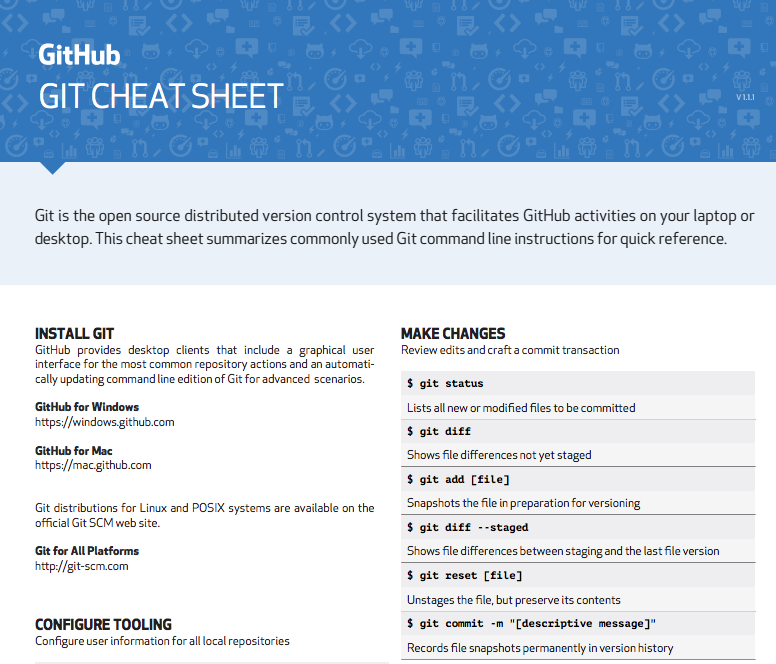 GitHub
GIT CHEAT SHEET
V 1.1.1
Git is the open source distributed version control system that facilitates GitHub activities on your laptop or
desktop. This cheat sheet summarizes commonly used Git command line instructions for quick reference.
INSTALL GIT
GitHub provides desktop clients that include a graphical user
interface for the most common repository actions and an automati-
cally updating command line edition of Git for advanced scenarios.
GitHub for Windows
https://windows.github.com
GitHub for Mac
https://mac.github.com
Git distributions for Linux and POSIX systems are available on the
official Git SCM web site.
Git for All Platforms
http://git-scm.com
CONFIGURE TOOLING
Configure user information for all local repositories
MAKE CHANGES
Review edits and craft a commit transaction
$ git status
Lists all new or modified files to be committed
$ git diff
Shows file differences not yet staged
$ git add [file]
Snapshots the file in preparation for versioning
$ git diff --staged
Shows file differences between staging and the last file version
$ git reset [file]
Unstages the file, but preserve its contents
$ git commit -m "[descriptive message]"
Records file snapshots permanently in version history